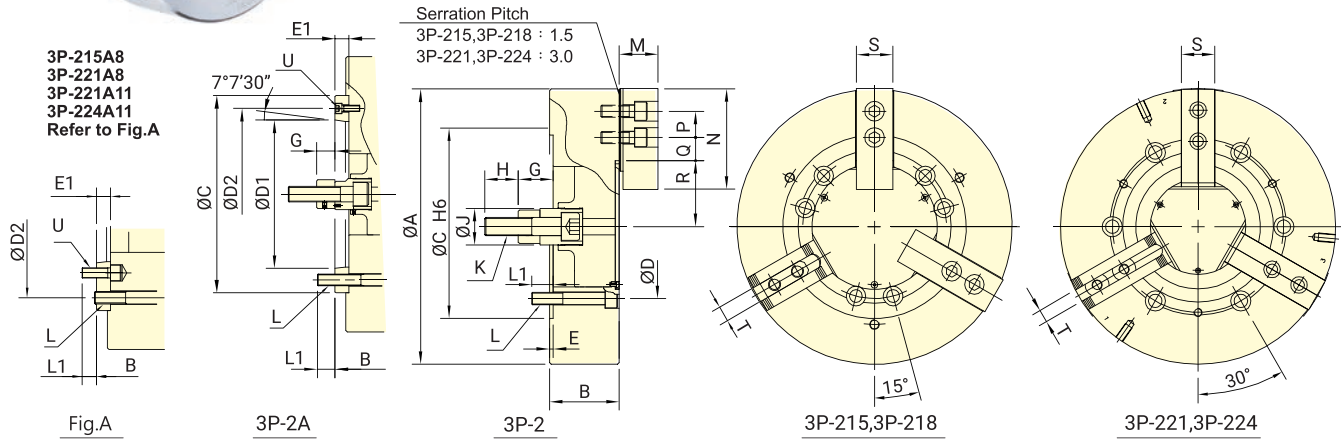 Serration Pitch
3P-215,3P-218 : 1.5
3P-221,3P-224 : 3.0
3P-215A8
3P-221A8
3P-221A11
3P-224A11
Refer to Fig.A
E1
U
ØD2
L
L1
B
Fig.A
E1
U
7°7'30"
G
ØC
ØD2
ØD1
L
L1
B
3P-2A
M
N
P
Q
R
H
G
ØA
ØC H6
ØJ
K
L1
ØD
L
E
B
3P-2
S
T
15°
3P-215,3P-218
S
2
3
1
T
30°
3P-221,3P-224